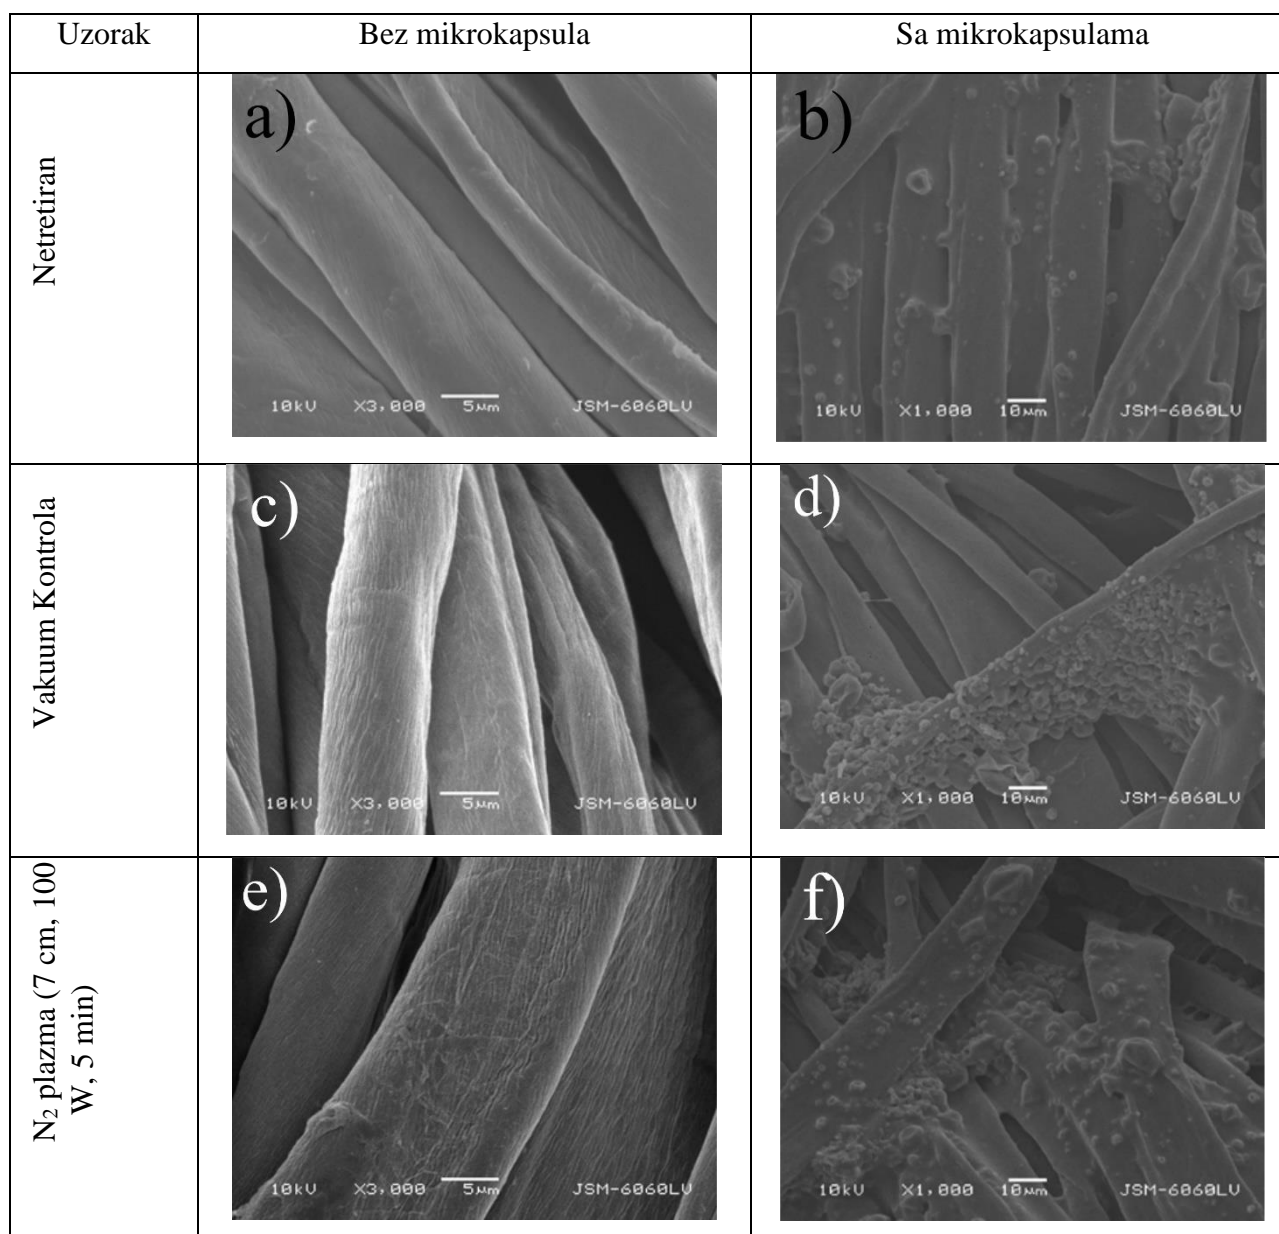 Uzorak Bez mikrokapsula Sa mikrokapsulama
Netretiran
a)
10kV X3,000 5µm JSM-6060LV
b)
10kV X1,000 10µm JSM-6060LV
Vakuum Kontrola
c)
10kV X3,000 5µm JSM-6060LV
d)
10kV X1,000 10µm JSM-6060LV
N₂ plazma (7 cm, 100
W, 5 min)
e)
10kV X3,000 5µm JSM-6060LV
f)
10kV X1,000 10µm JSM-6060LV